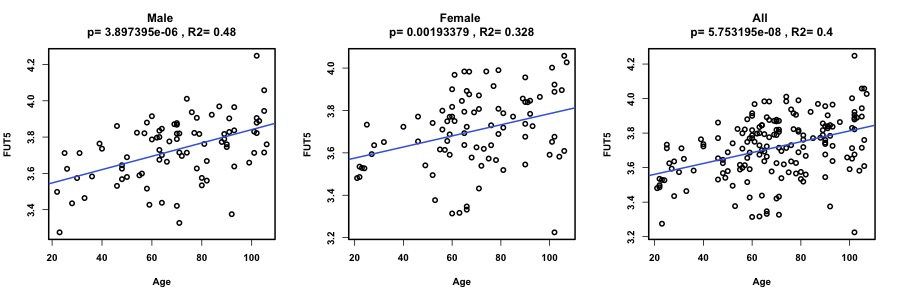 Male
p= 3.897395e-06 , R2= 0.48
FUT5
4.2
4.0
3.8
3.6
3.4
20 40 60 80 100
Age
Female
p= 0.00193379 , R2= 0.328
FUT5
4.0
3.8
3.6
3.4
3.2
20 40 60 80 100
Age
All
p= 5.753195e-08 , R2= 0.4
FUT5
4.2
4.0
3.8
3.6
3.4
3.2
20 40 60 80 100
Age